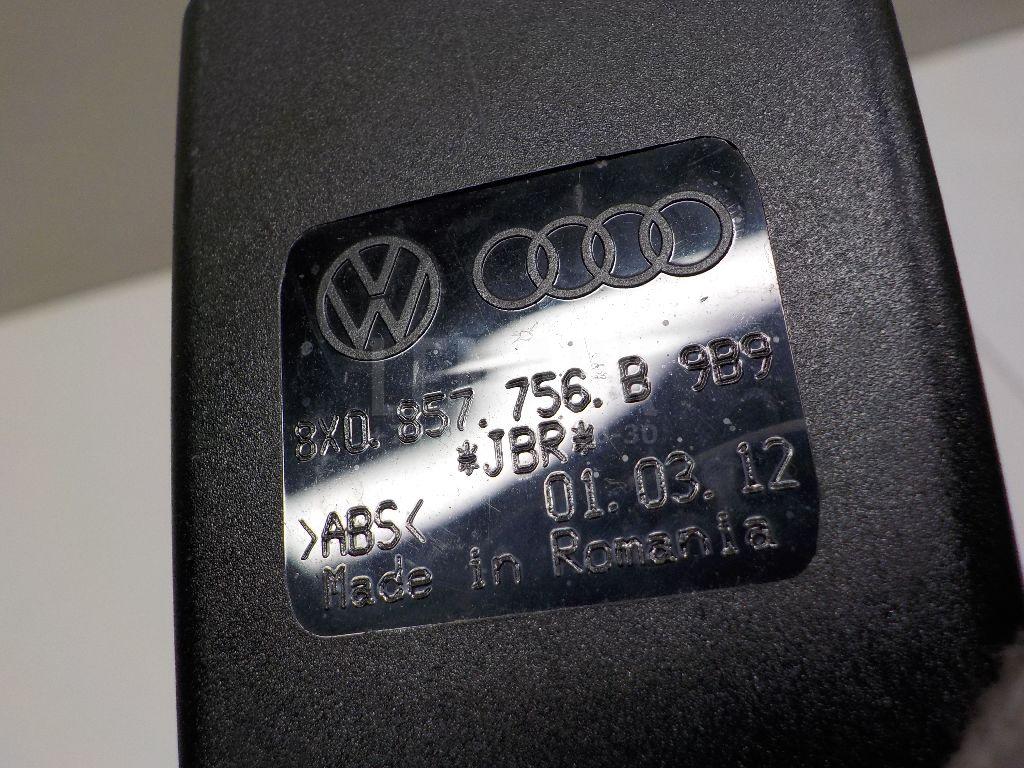 8X0. 857. 756. B 9B9
*JBR*
01. 03. 12
>ABS<
Made in Romania